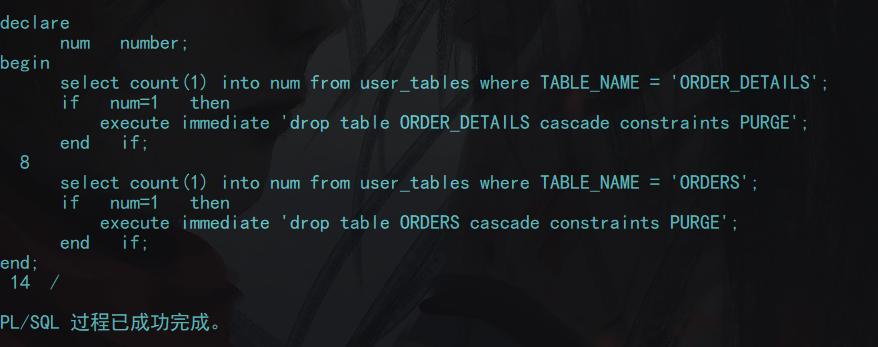 declare
      num   number;
begin
      select count(1) into num from user_tables where TABLE_NAME = 'ORDER_DETAILS';
      if   num=1   then
          execute immediate 'drop table ORDER_DETAILS cascade constraints PURGE';
      end   if;
  8
      select count(1) into num from user_tables where TABLE_NAME = 'ORDERS';
      if   num=1   then
          execute immediate 'drop table ORDERS cascade constraints PURGE';
      end   if;
end;
 14  /
PL/SQL 过程已成功完成。